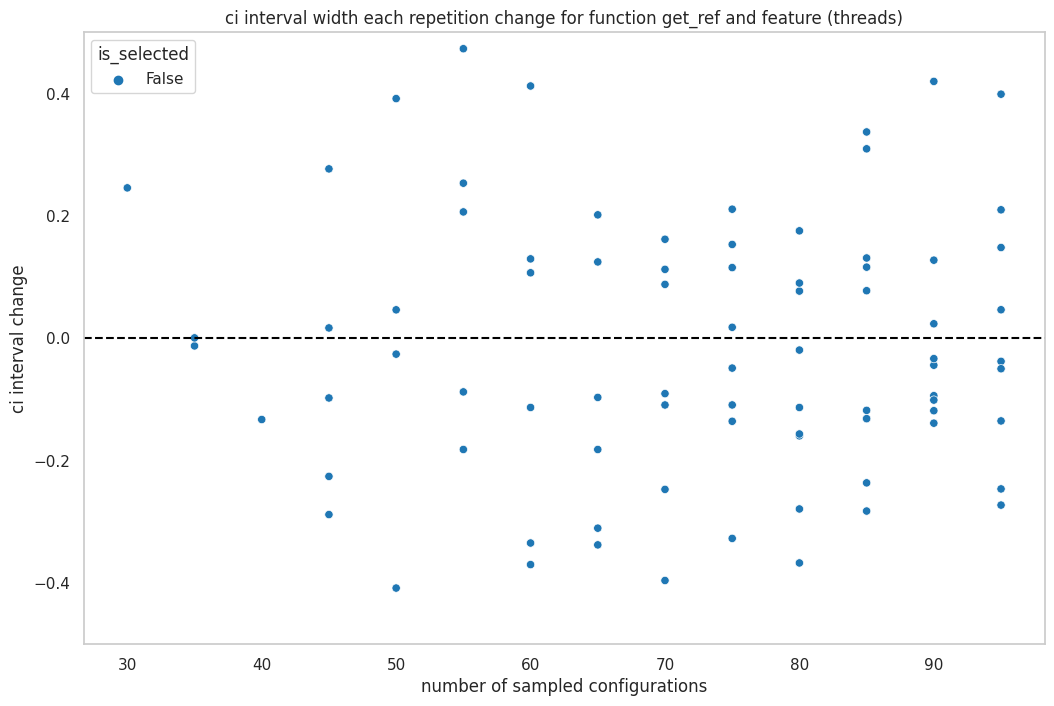 ci interval width each repetition change for function get_ref and feature (threads)
is_selected
False
ci interval change
0.4
0.2
0.0
−0.2
−0.4
30 40 50 60 70 80 90
number of sampled configurations